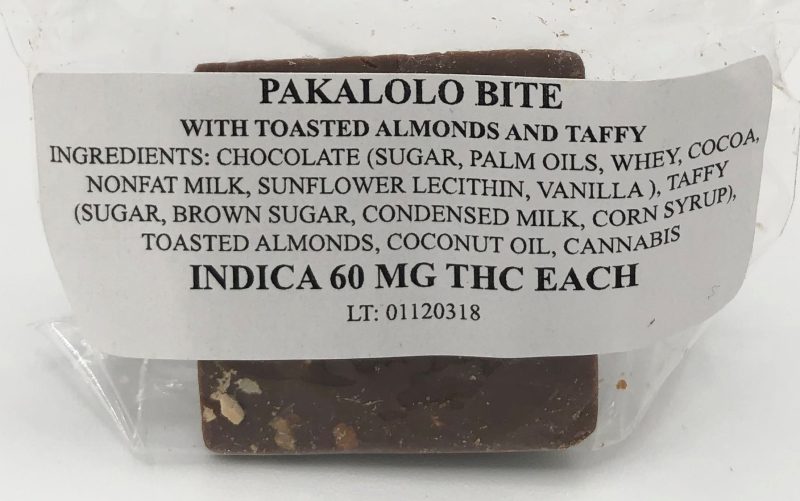 PAKALOLO BITE
WITH TOASTED ALMONDS AND TAFFY
INGREDIENTS: CHOCOLATE (SUGAR, PALM OILS, WHEY, COCOA,
NONFAT MILK, SUNFLOWER LECITHIN, VANILLA ), TAFFY
(SUGAR, BROWN SUGAR, CONDENSED MILK, CORN SYRUP),
TOASTED ALMONDS, COCONUT OIL, CANNABIS
INDICA 60 MG THC EACH
LT: 01120318